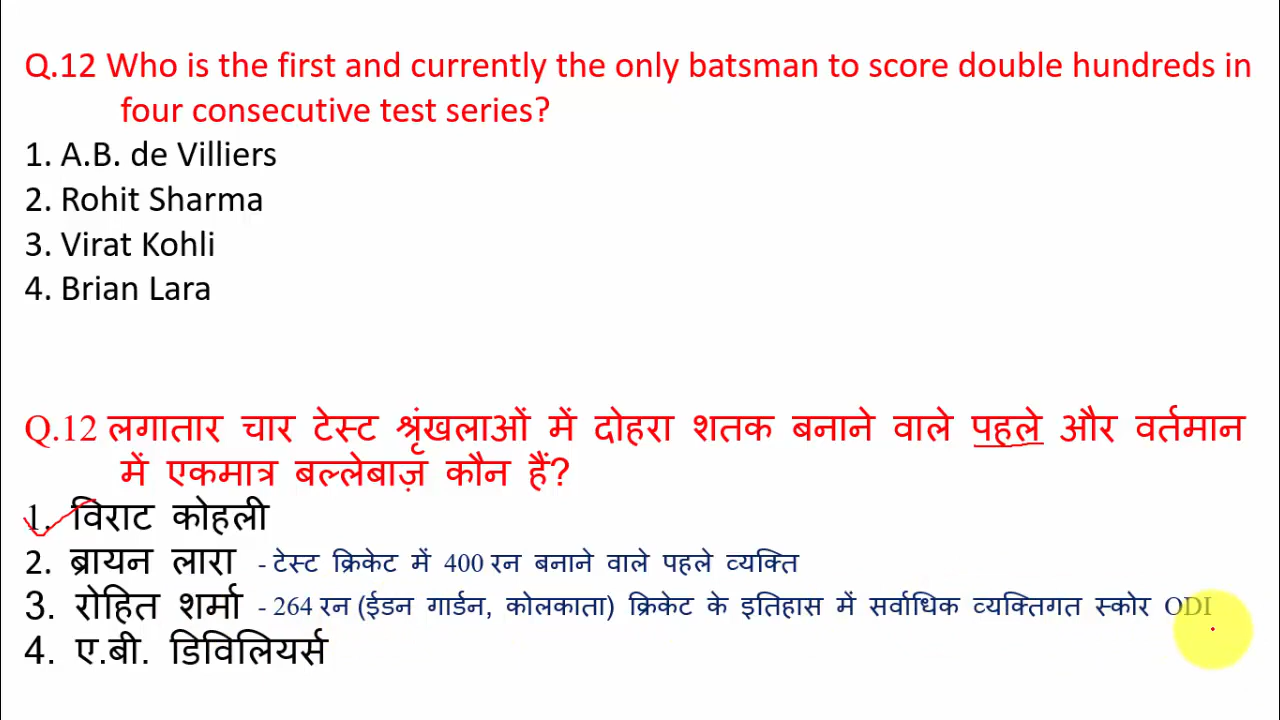 Q.12 Who is the first and currently the only batsman to score double hundreds in
four consecutive test series?
1. A.B. de Villiers
2. Rohit Sharma
3. Virat Kohli
4. Brian Lara
Q.12 लगातार चार टेस्ट श्रृंखलाओं में दोहरा शतक बनाने वाले पहले और वर्तमान
में एकमात्र बल्लेबाज़ कौन हैं?
1. विराट कोहली
2. ब्रायन लारा - टेस्ट क्रिकेट में 400 रन बनाने वाले पहले व्यक्ति
3. रोहित शर्मा - 264 रन (ईडन गार्डन, कोलकाता) क्रिकेट के इतिहास में सर्वाधिक व्यक्तिगत स्कोर ODI
4. ए.बी. डिविलियर्स